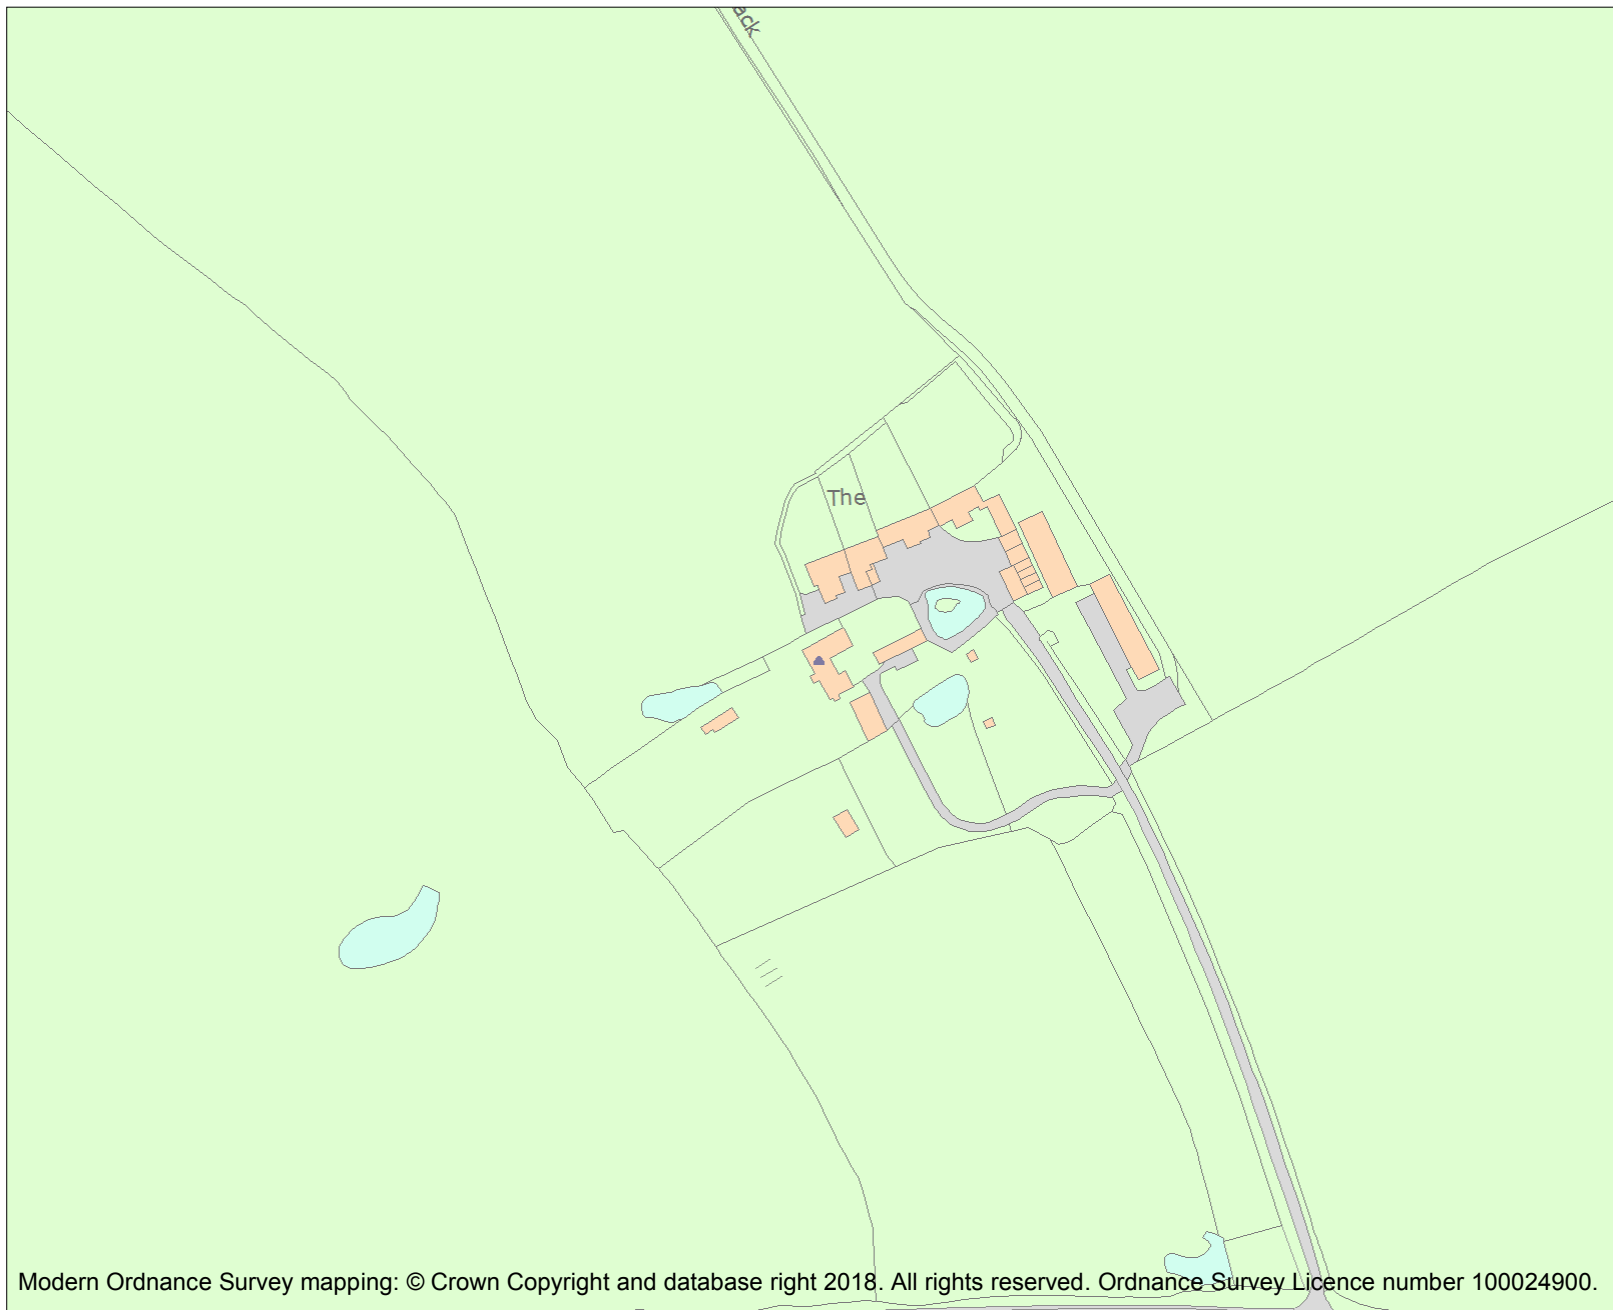 ack
The
Modern Ordnance Survey mapping: © Crown Copyright and database right 2018. All rights reserved. Ordnance Survey Licence number 100024900.